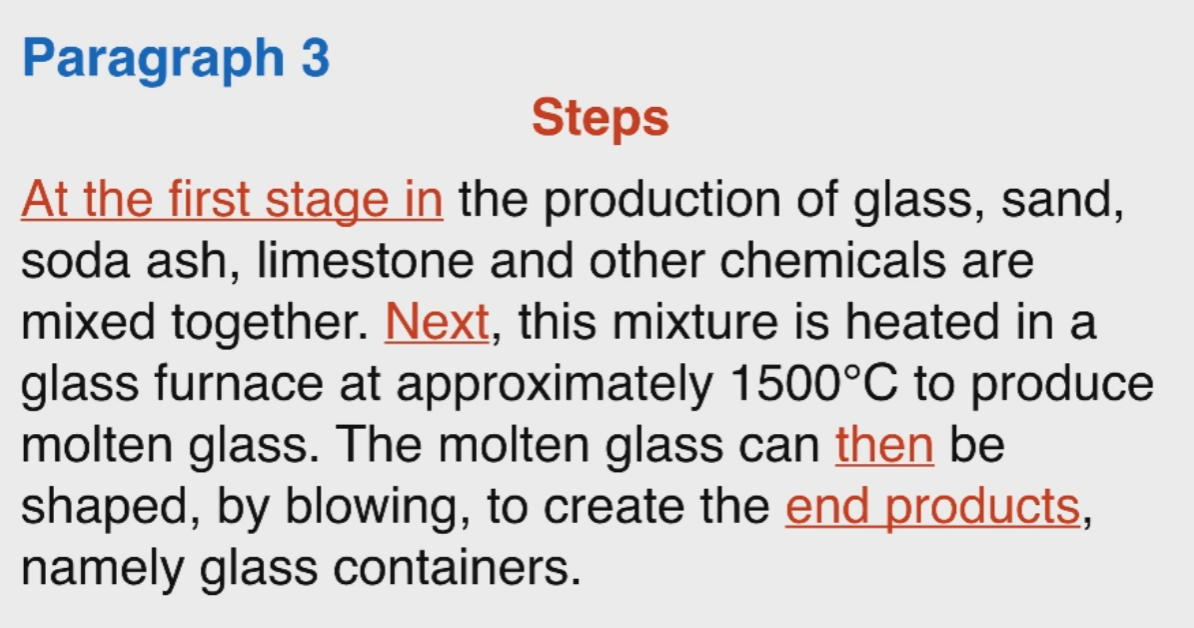 Paragraph 3
Steps
At the first stage in the production of glass, sand,
soda ash, limestone and other chemicals are
mixed together. Next, this mixture is heated in a
glass furnace at approximately 1500°C to produce
molten glass. The molten glass can then be
shaped, by blowing, to create the end products,
namely glass containers.